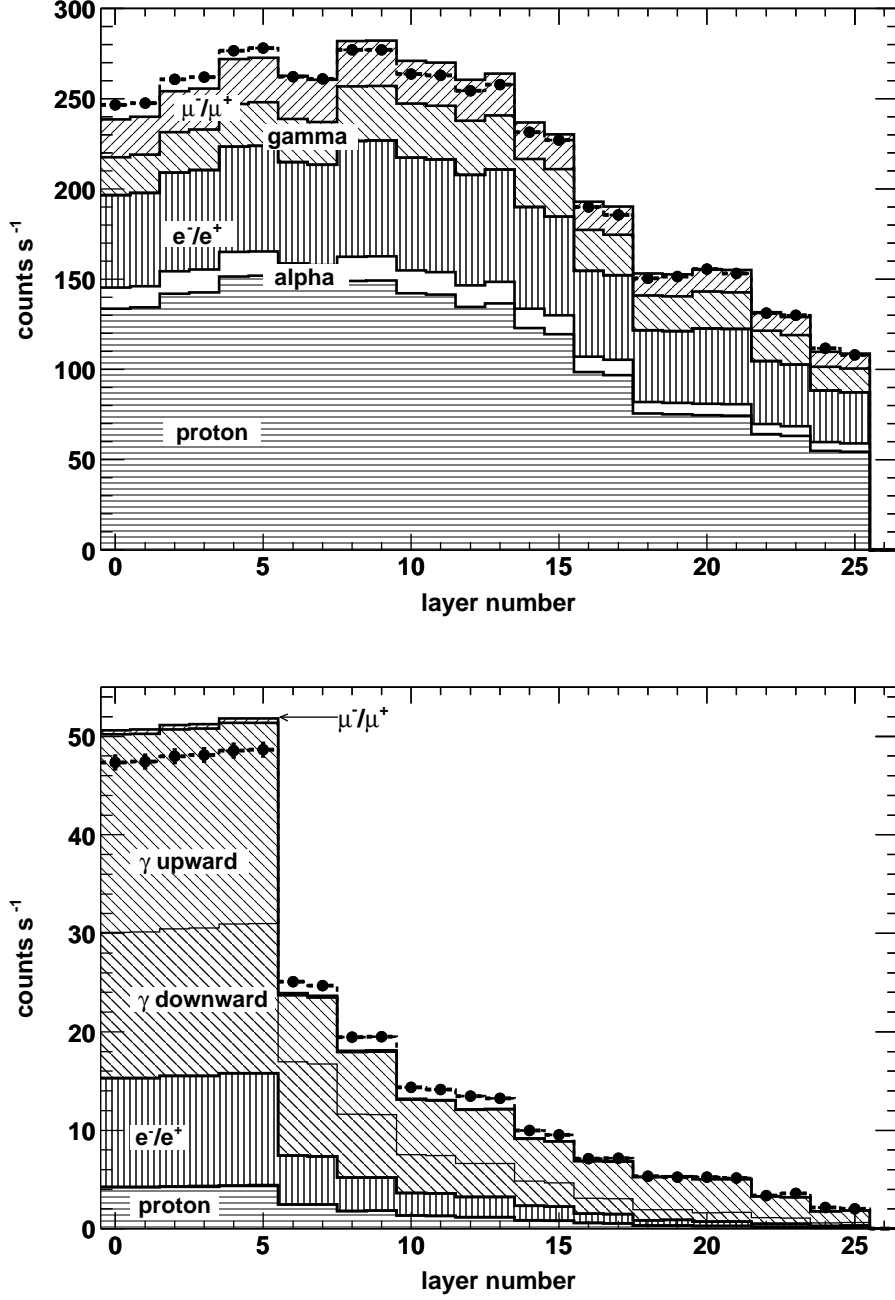 300
250
200
150
100
50
0
counts s⁻¹
μ⁻/μ⁺
gamma
e⁻/e⁺
alpha
proton
0 5 10 15 20 25
layer number
50
40
30
20
10
0
counts s⁻¹
μ⁻/μ⁺
γ upward
γ downward
e⁻/e⁺
proton
0 5 10 15 20 25
layer number